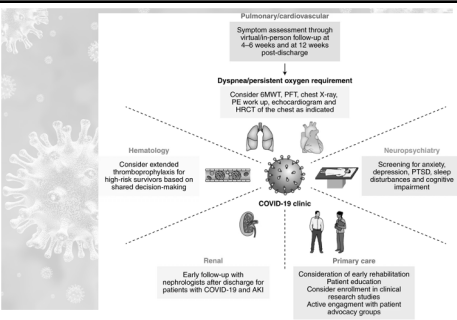 Pulmonary/cardiovascular
Symptom assessment through
virtual/in-person follow-up at
4–6 weeks and at 12 weeks
post-discharge
Dyspnea/persistent oxygen requirement
Consider 6MWT, PFT, chest X-ray,
PE work up, echocardiogram and
HRCT of the chest as indicated
Hematology
Consider extended
thromboprophylaxis for
high-risk survivors based on
shared decision-making
Neuropsychiatry
Screening for anxiety,
depression, PTSD, sleep
disturbances and cognitive
impairment
COVID-19 clinic
Renal
Early follow-up with
nephrologists after discharge for
patients with COVID-19 and AKI
Primary care
Consideration of early rehabilitation
Patient education
Consider enrollment in clinical
research studies
Active engagment with patient
advocacy groups